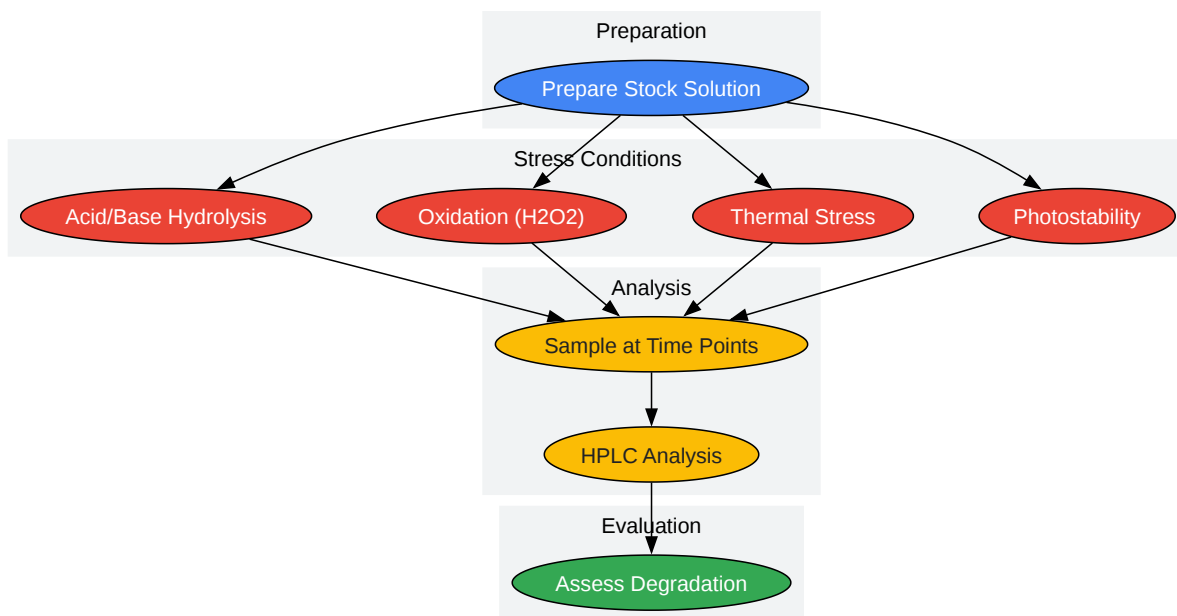 Preparation
Prepare Stock Solution
Stress Conditions
Acid/Base Hydrolysis
Oxidation (H2O2)
Thermal Stress
Photostability
Analysis
Sample at Time Points
HPLC Analysis
Evaluation
Assess Degradation